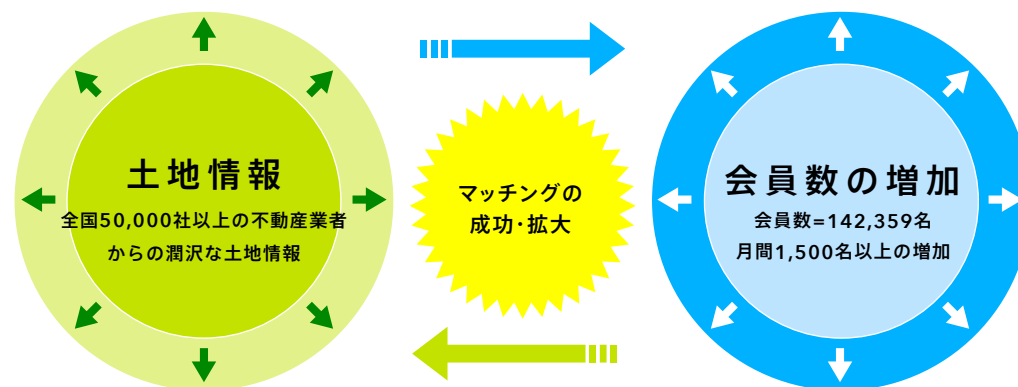 土地情報
全国50,000社以上の不動産業者
からの潤沢な土地情報
マッチングの
成功・拡大
会員数の増加
会員数=142,359名
月間1,500名以上の増加